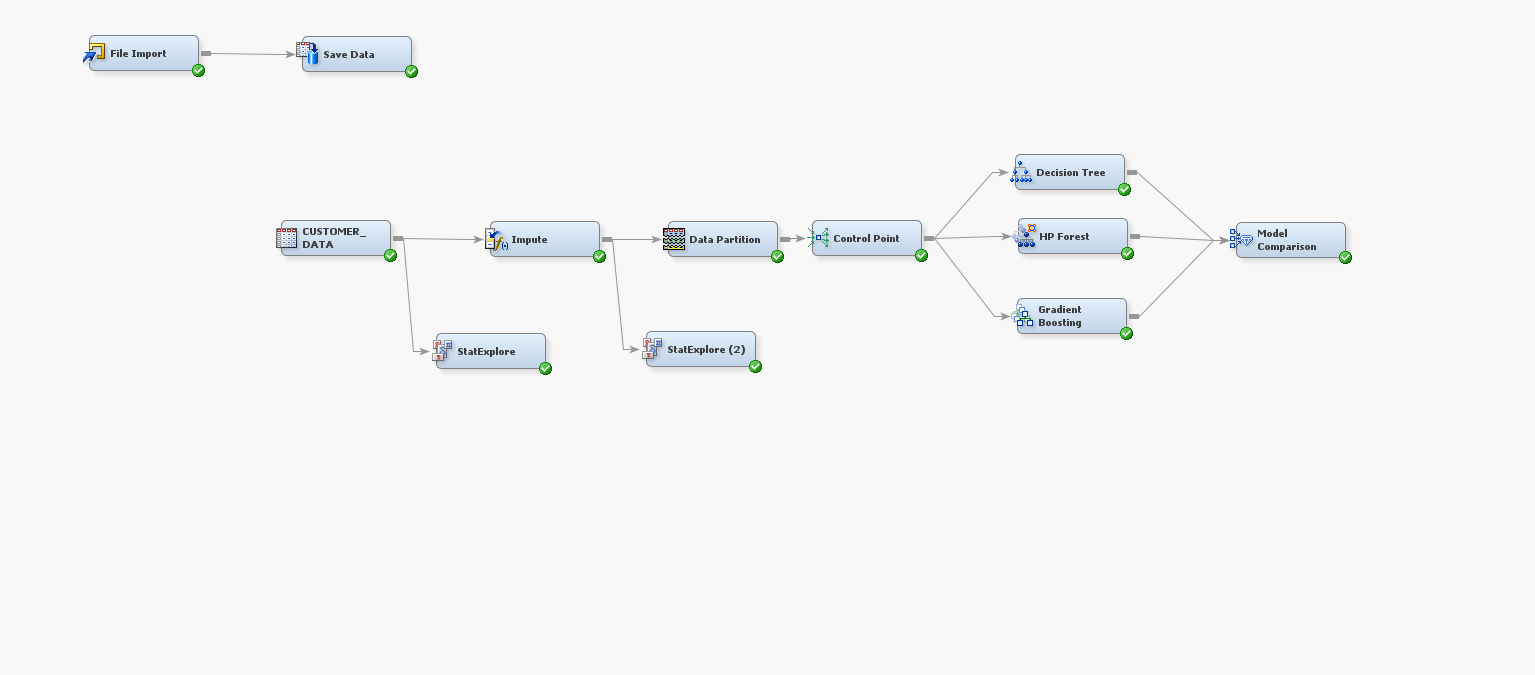 File Import
Save Data
Decision Tree
CUSTOMER_
DATA
Impute
Data Partition
Control Point
HP Forest
Model
Comparison
Gradient
Boosting
StatExplore
StatExplore (2)